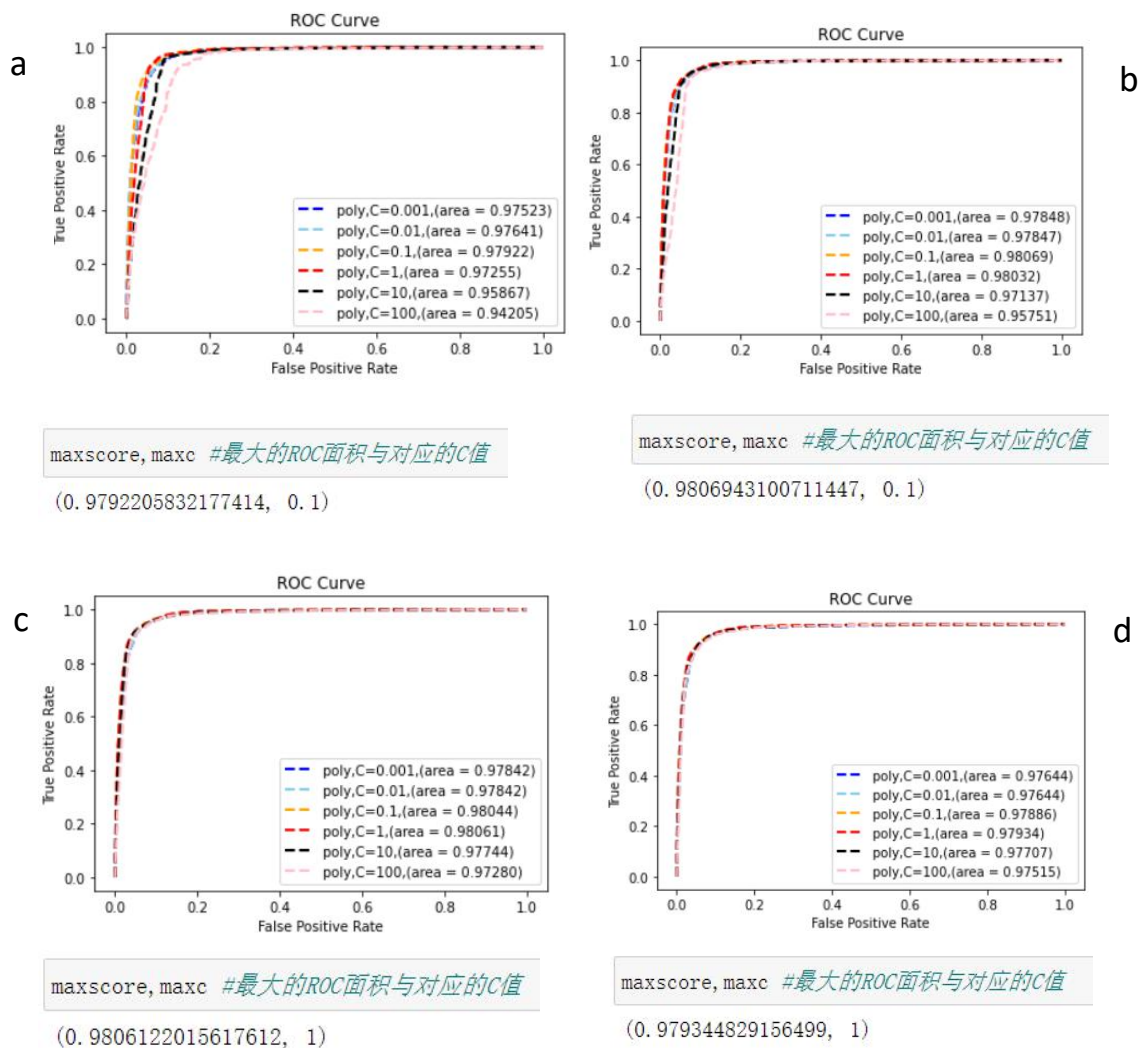 a
ROC Curve
1.0
0.8
0.6
0.4
0.2
0.0
True Positive Rate
poly,C=0.001,(area = 0.97523)
poly,C=0.01,(area = 0.97641)
poly,C=0.1,(area = 0.97922)
poly,C=1,(area = 0.97255)
poly,C=10,(area = 0.95867)
poly,C=100,(area = 0.94205)
0.0 0.2 0.4 0.6 0.8 1.0
False Positive Rate
maxscore,maxc #最大的ROC面积与对应的C值
(0.9792205832177414, 0.1)
b
ROC Curve
1.0
0.8
0.6
0.4
0.2
0.0
True Positive Rate
poly,C=0.001,(area = 0.97848)
poly,C=0.01,(area = 0.97847)
poly,C=0.1,(area = 0.98069)
poly,C=1,(area = 0.98032)
poly,C=10,(area = 0.97137)
poly,C=100,(area = 0.95751)
0.0 0.2 0.4 0.6 0.8 1.0
False Positive Rate
maxscore,maxc #最大的ROC面积与对应的C值
(0.9806943100711447, 0.1)
c
ROC Curve
1.0
0.8
0.6
0.4
0.2
0.0
True Positive Rate
poly,C=0.001,(area = 0.97842)
poly,C=0.01,(area = 0.97842)
poly,C=0.1,(area = 0.98044)
poly,C=1,(area = 0.98061)
poly,C=10,(area = 0.97744)
poly,C=100,(area = 0.97280)
0.0 0.2 0.4 0.6 0.8 1.0
False Positive Rate
maxscore,maxc #最大的ROC面积与对应的C值
(0.9806122015617612, 1)
d
ROC Curve
1.0
0.8
0.6
0.4
0.2
0.0
True Positive Rate
poly,C=0.001,(area = 0.97644)
poly,C=0.01,(area = 0.97644)
poly,C=0.1,(area = 0.97886)
poly,C=1,(area = 0.97934)
poly,C=10,(area = 0.97707)
poly,C=100,(area = 0.97515)
0.0 0.2 0.4 0.6 0.8 1.0
False Positive Rate
maxscore,maxc #最大的ROC面积与对应的C值
(0.979344829156499, 1)